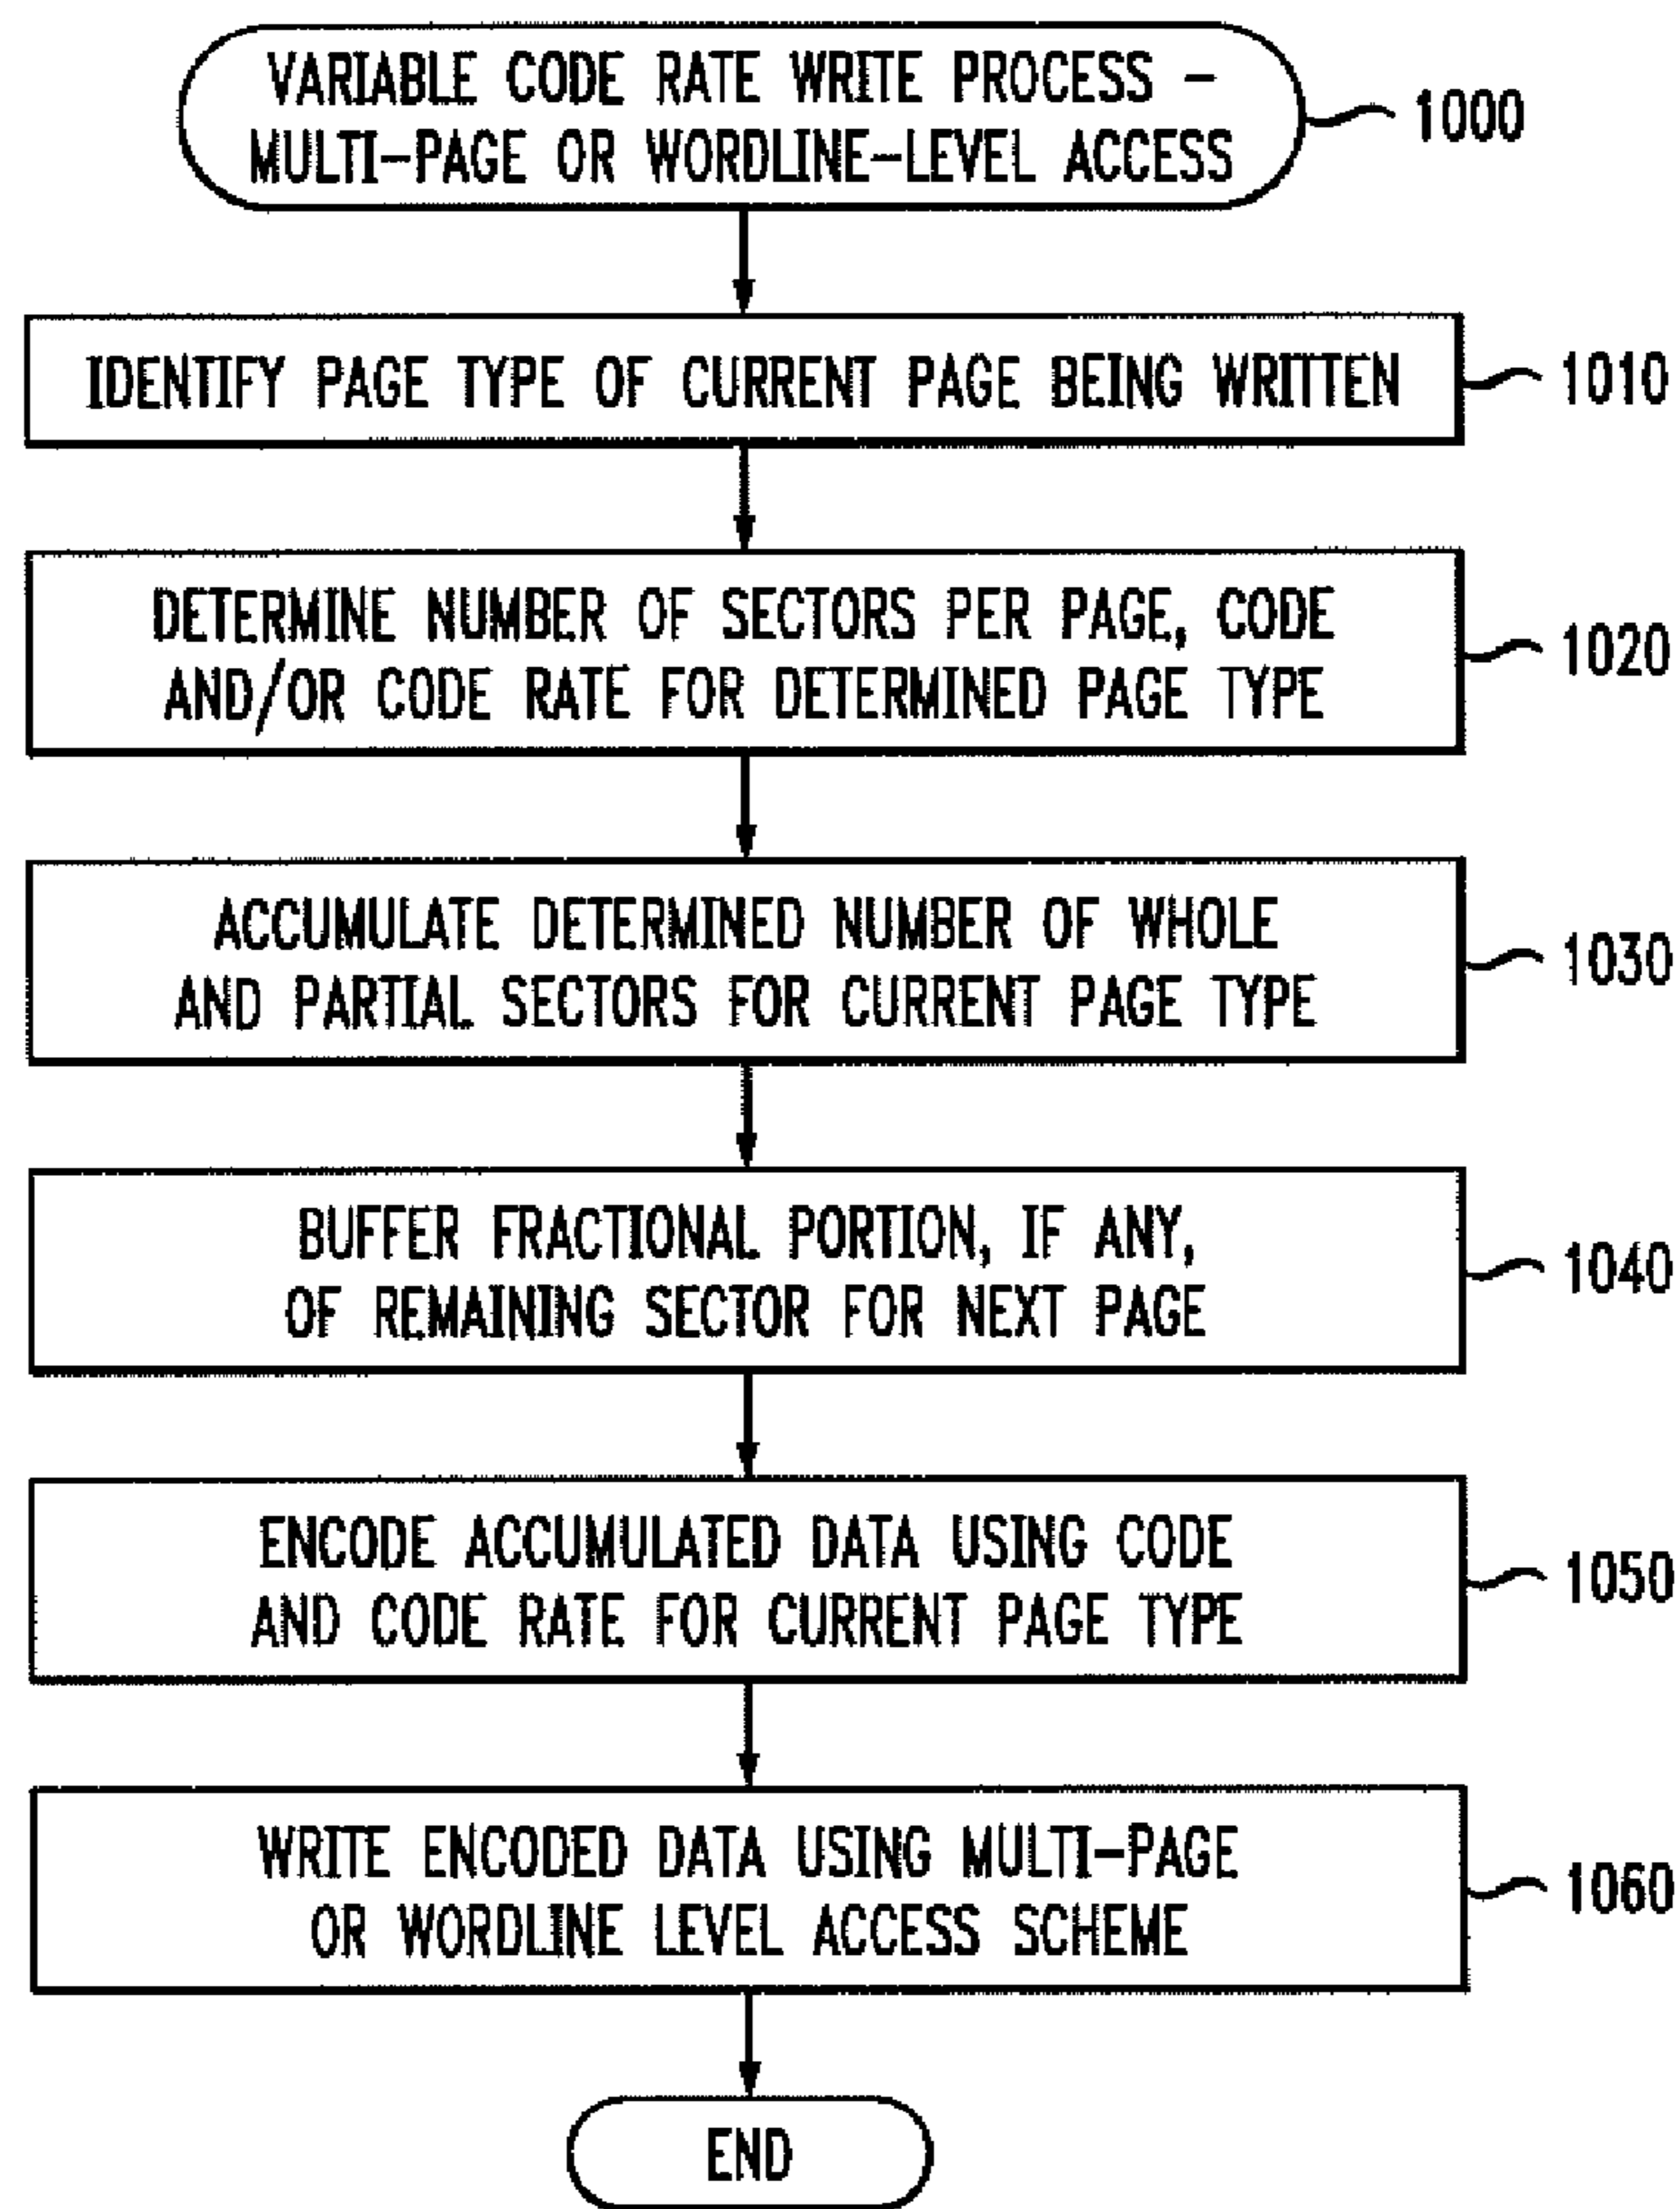 VARIABLE CODE RATE WRITE PROCESS -
MULTI-PAGE OR WORDLINE-LEVEL ACCESS
1000
IDENTIFY PAGE TYPE OF CURRENT PAGE BEING WRITTEN
1010
DETERMINE NUMBER OF SECTORS PER PAGE, CODE
AND/OR CODE RATE FOR DETERMINED PAGE TYPE
1020
ACCUMULATE DETERMINED NUMBER OF WHOLE
AND PARTIAL SECTORS FOR CURRENT PAGE TYPE
1030
BUFFER FRACTIONAL PORTION, IF ANY,
OF REMAINING SECTOR FOR NEXT PAGE
1040
ENCODE ACCUMULATED DATA USING CODE
AND CODE RATE FOR CURRENT PAGE TYPE
1050
WRITE ENCODED DATA USING MULTI-PAGE
OR WORDLINE LEVEL ACCESS SCHEME
1060
END